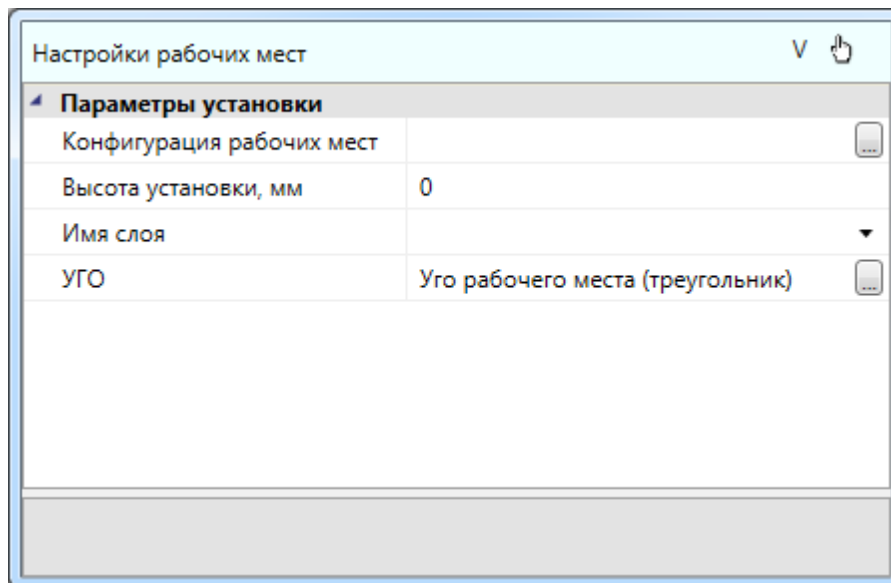 Настройки рабочих мест V
Параметры установки
Конфигурация рабочих мест ...
Высота установки, мм 0
Имя слоя
УГО Уго рабочего места (треугольник) ...